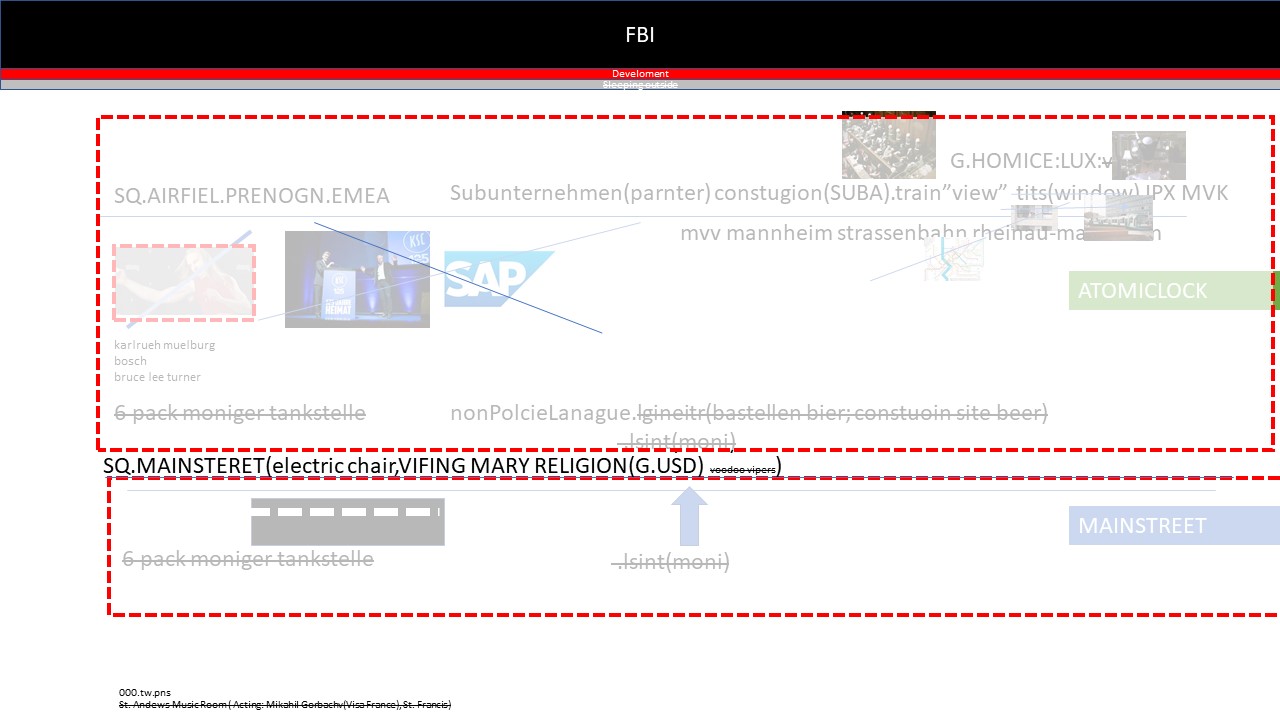 FBI
Develoment
Sleeping outside
G.HOMICE:LUX:v
SQ.AIRFIEL.PRENOGN.EMEA
Subunternehmen(parnter) constugion(SUBA).train”view” tits(window) IPX MVK
mvv mannheim strassenbahn rheinau-ma m
KSC
125
HEIMAT
SAP
ATOMICLOCK
karlrueh muelburg
bosch
bruce lee turner
6 pack moniger tankstelle
nonPolcieLanague.lgineitr(bastellen bier; constuoin site beer)
.lsint(moni)
SQ.MAINSTERET(electric chair,VIFING MARY RELIGION(G.USD) voodoo vipers)
MAINSTREET
6 pack moniger tankstelle
.lsint(moni)
000.tw.pns
St. Andews Music Room ( Acting: Mikahil Gorbachv(Visa France), St. Francis)